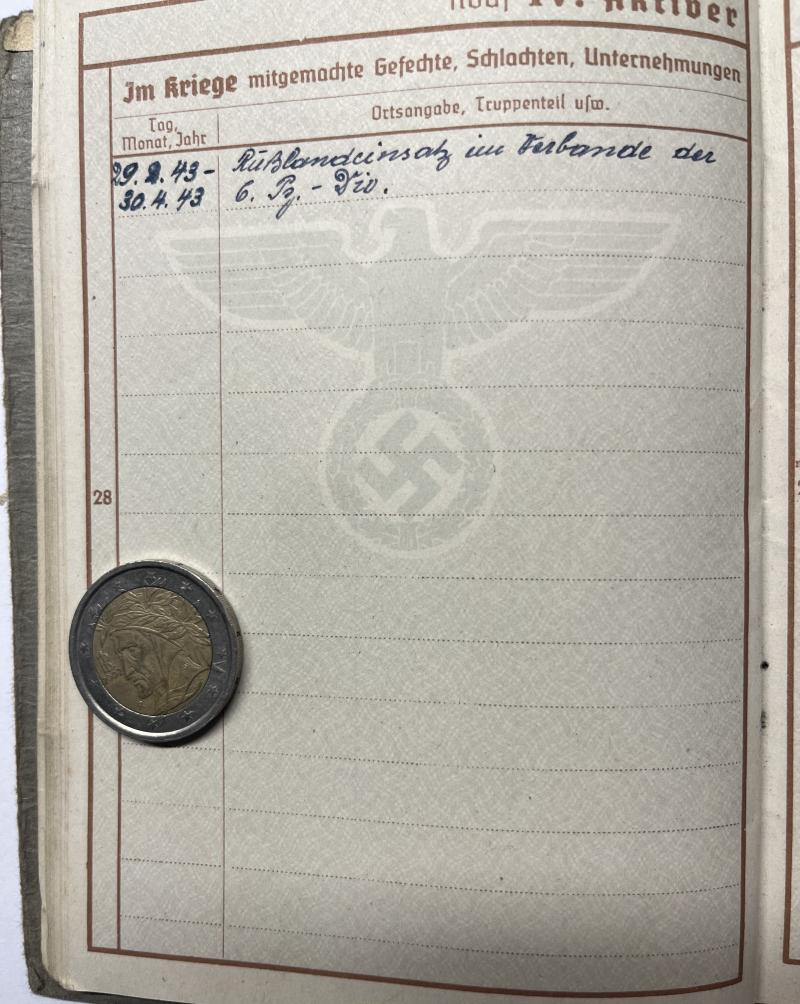 IV. Aktiver
Im Kriege mitgemachte Gefechte, Schlachten, Unternehmungen
Tag, Monat, Jahr
Ortsangabe, Truppenteil usw.
29. 43 - Rußlandeinsatz im Verbande der
30.4.43 6. Pz. - Div.
28